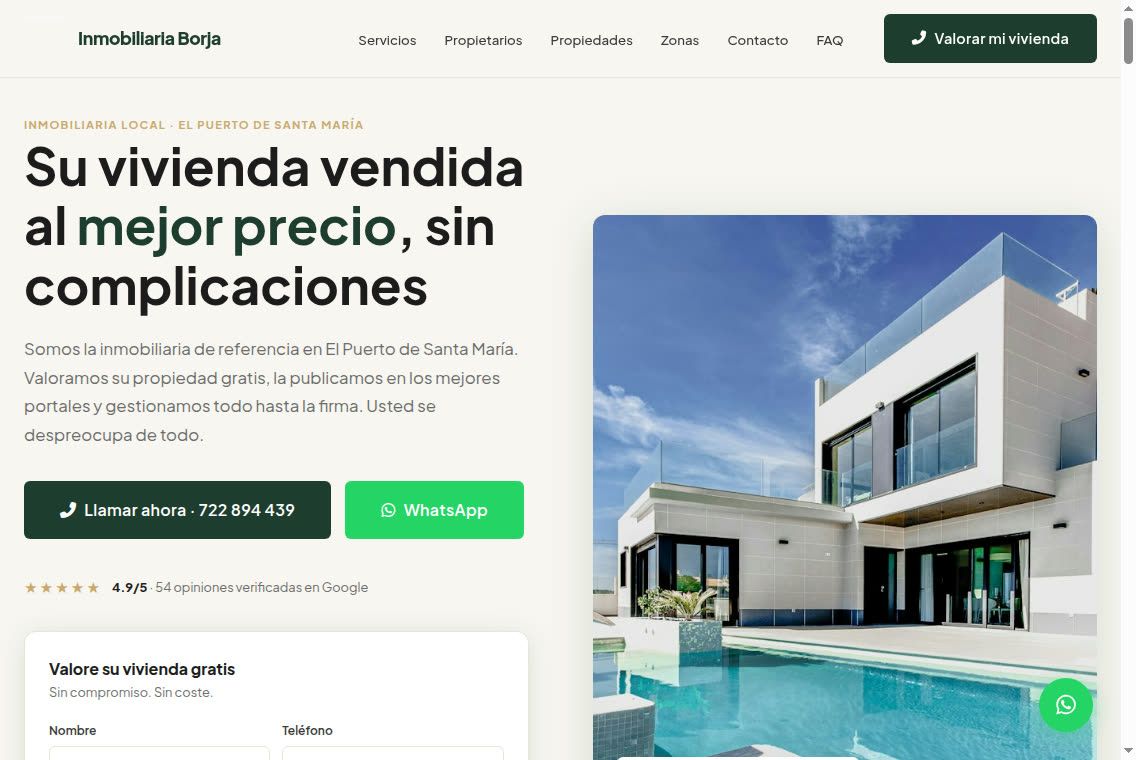 Inmobiliaria Borja
Servicios
Propietarios
Propiedades
Zonas
Contacto
FAQ
Valorar mi vivienda
INMOBILIARIA LOCAL · EL PUERTO DE SANTA MARÍA
Su vivienda vendida
al mejor precio, sin
complicaciones
Somos la inmobiliaria de referencia en El Puerto de Santa María.
Valoramos su propiedad gratis, la publicamos en los mejores
portales y gestionamos todo hasta la firma. Usted se
despreocupa de todo.
Llamar ahora · 722 894 439
WhatsApp
★★★★★ 4.9/5 · 54 opiniones verificadas en Google
Valore su vivienda gratis
Sin compromiso. Sin coste.
Nombre
Teléfono